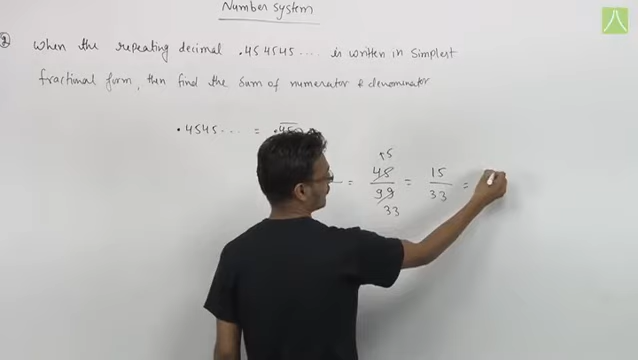 Number system
② When the repeating decimal .454545 .... is written in simplest
fractional form, then find the sum of numerator & denominator
.4545... = .45
= 45/99 = 15/33 =
15
33